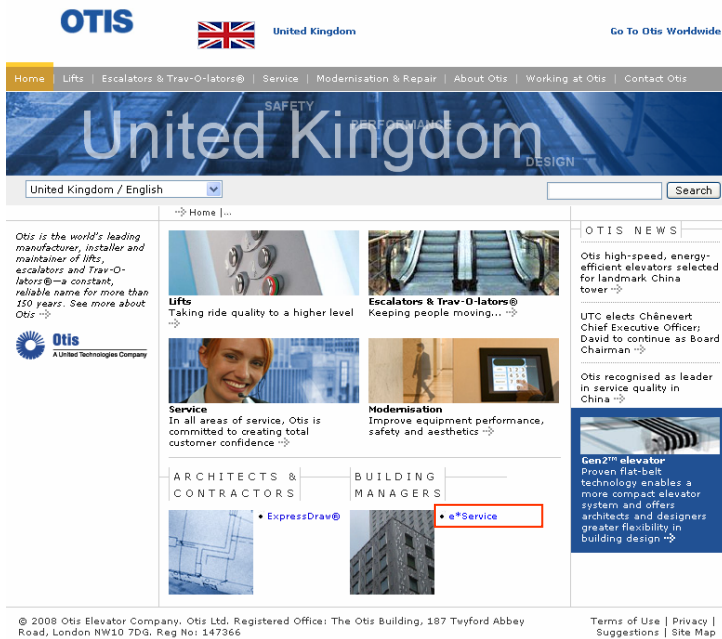 OTIS
United Kingdom
Go To Otis Worldwide
Home | Lifts | Escalators & Trav-O-lators® | Service | Modernisation & Repair | About Otis | Working at Otis | Contact Otis
SAFETY
PERFORMANCE
United Kingdom
DESIGN
United Kingdom / English
Search
Home |...
Otis is the world's leading
manufacturer, installer and
maintainer of lifts,
escalators and Trav-O-
lators®—a constant,
reliable name for more than
150 years. See more about
Otis
Otis
A United Technologies Company
Lifts
Taking ride quality to a higher level
Escalators & Trav-O-lators®
Keeping people moving...
Service
In all areas of service, Otis is
committed to creating total
customer confidence
Modernisation
Improve equipment performance,
safety and aesthetics
ARCHITECTS &
CONTRACTORS
• ExpressDraw®
BUILDING
MANAGERS
• e*Service
OTIS NEWS
Otis high-speed, energy-
efficient elevators selected
for landmark China
tower
UTC elects Chênevert
Chief Executive Officer;
David to continue as Board
Chairman
Otis recognised as leader
in service quality in
China
Gen2™ elevator
Proven flat-belt
technology enables a
more compact elevator
system and offers
architects and designers
greater flexibility in
building design
© 2008 Otis Elevator Company. Otis Ltd. Registered Office: The Otis Building, 187 Twyford Abbey
Road, London NW10 7DG. Reg No: 147366
Terms of Use | Privacy |
Suggestions | Site Map